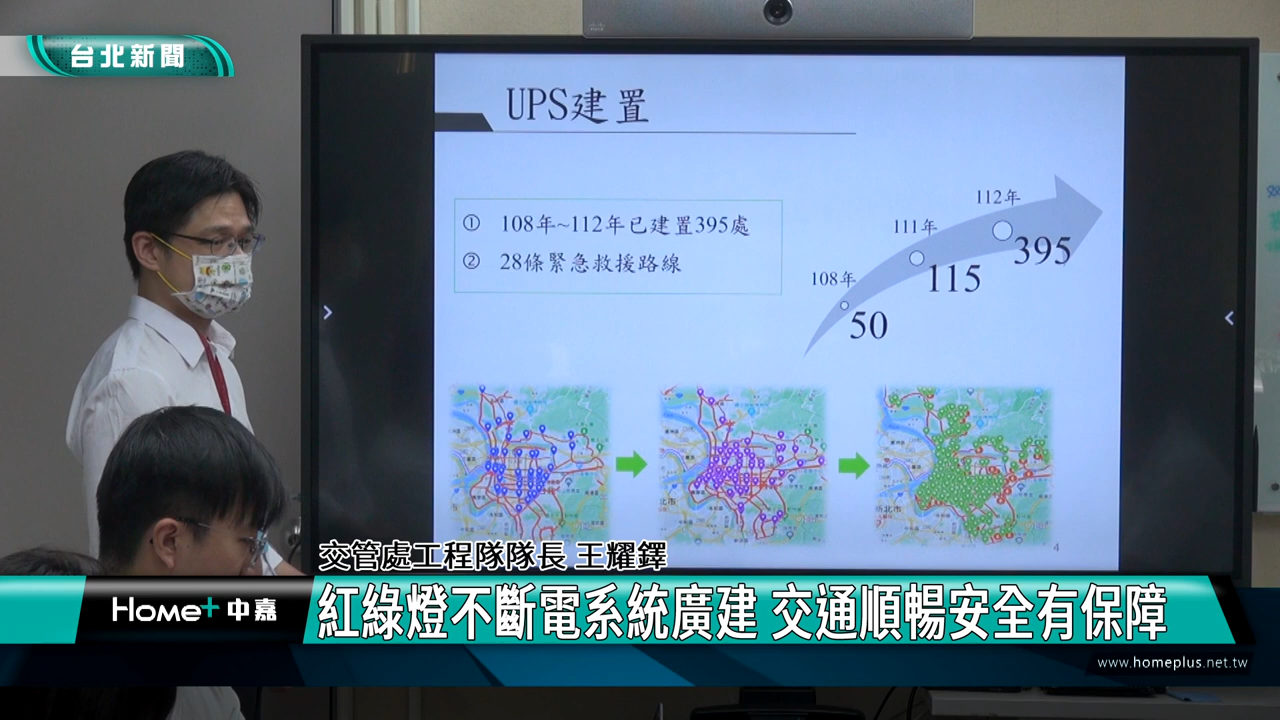 台北新聞
UPS建置
① 108年~112年已建置395處
② 28條緊急救援路線
108年
50
111年
115
112年
395
4
交管處工程隊隊長 王耀鐸
Home+ 中嘉
紅綠燈不斷電系統廣建 交通順暢安全有保障
www.homeplus.net.tw